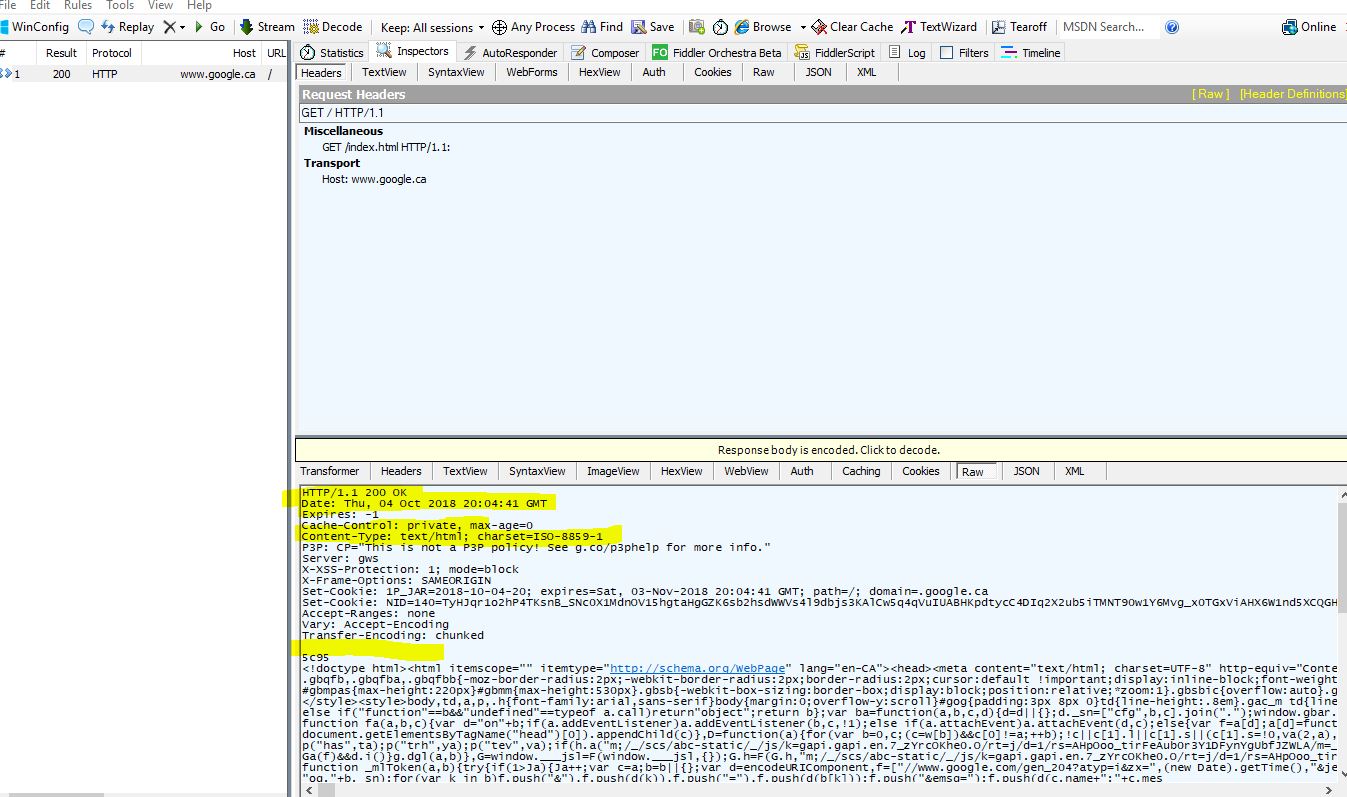 File Edit Rules Tools View Help
WinConfig Replay Go Stream Decode Keep: All sessions Any Process Find Save Browse Clear Cache TextWizard Tearoff MSDN Search... Online
# Result Protocol Host URL
1 200 HTTP www.google.ca /
Statistics Inspectors AutoResponder Composer FO Fiddler Orchestra Beta FiddlerScript Log Filters Timeline
Headers TextView SyntaxView WebForms HexView Auth Cookies Raw JSON XML
Request Headers [ Raw ] [Header Definitions]
GET / HTTP/1.1
Miscellaneous
GET /index.html HTTP/1.1:
Transport
Host: www.google.ca
Response body is encoded. Click to decode.
Transformer Headers TextView SyntaxView ImageView HexView WebView Auth Caching Cookies Raw JSON XML
HTTP/1.1 200 OK
Date: Thu, 04 Oct 2018 20:04:41 GMT
Expires: -1
Cache-Control: private, max-age=0
Content-Type: text/html; charset=ISO-8859-1
P3P: CP="This is not a P3P policy! See g.co/p3phelp for more info."
Server: gws
X-XSS-Protection: 1; mode=block
X-Frame-Options: SAMEORIGIN
Set-Cookie: 1P_JAR=2018-10-04-20; expires=Sat, 03-Nov-2018 20:04:41 GMT; path=/; domain=.google.ca
Set-Cookie:
Accept-Ranges: none
Vary: Accept-Encoding
Transfer-Encoding: chunked
5c95
<!doctype html><html itemscope="" itemtype="http://schema.org/WebPage" lang="en-CA"><head><meta content="text/html; charset=UTF-8" http-equiv="Conte
.gbqfb,.gbqfba,.gbqfbb{-moz-border-radius:2px;-webkit-border-radius:2px;border-radius:2px;cursor:default !important;display:inline-block;font-weight
#gbmpas{max-height:220px}#gbmm{max-height:530px}.gbsb{-webkit-box-sizing:border-box;display:block;position:relative;*zoom:1}.gbsbic{overflow:auto}.g
</style><style>body,td,a,p,.h{font-family:arial,sans-serif}body{margin:0;overflow-y:scroll}#gog{padding:3px 8px 0}td{line-height:.8em}.gac_m td{line
else if("function"==b&&"undefined"==typeof a.call)return"object";return b};var ba=function(a,b,c,d){d=d||{};d._sn=["cfg",b,c].join(".");window.gbar.
function fa(a,b,c){var d="on"+b;if(a.addEventListener)a.addEventListener(b,c,!1);else if(a.attachEvent)a.attachEvent(d,c);else{var f=a[d];a[d]=funct
document.getElementsByTagName("head")[0]).appendChild(c)},D=function(a){for(var b=0,c;(c=w[b])&&c[0]!=a;++b);!c||c[1].l||c[1].s||(c[1].s=!0,va(2,a),
p("has",ta);p("trh",ya);p("tev",va);if(h.a("m;/_/scs/abc-static/_/js/k=gapi.gapi.en.7_zYrcOKheO.O/rt=j/d=1/rs=
Ga(f)&&d.i()}g.dgl(a,b)},G=window.___jsl=F(window.___jsl,{});G.h=F(G.h,"m;/_/scs/abc-static/_/js/k=gapi.gapi.en.7_zYrcOKheO.O/rt=j/d=1/rs=
function _mlToken(a,b){try{if(1>Ja){Ja++;var c=a;b=b||{};var d=encodeURIComponent,f=["//www.google.com/gen_204?atyp=i&zx=",(new Date).getTime(),"&je
"og."+b._sn);for(var k in b)f.push("&"),f.push(d(k)),f.push("="),f.push(d(b[k]));f.push("&emsg=");f.push(d(c.name+":"+c.mes